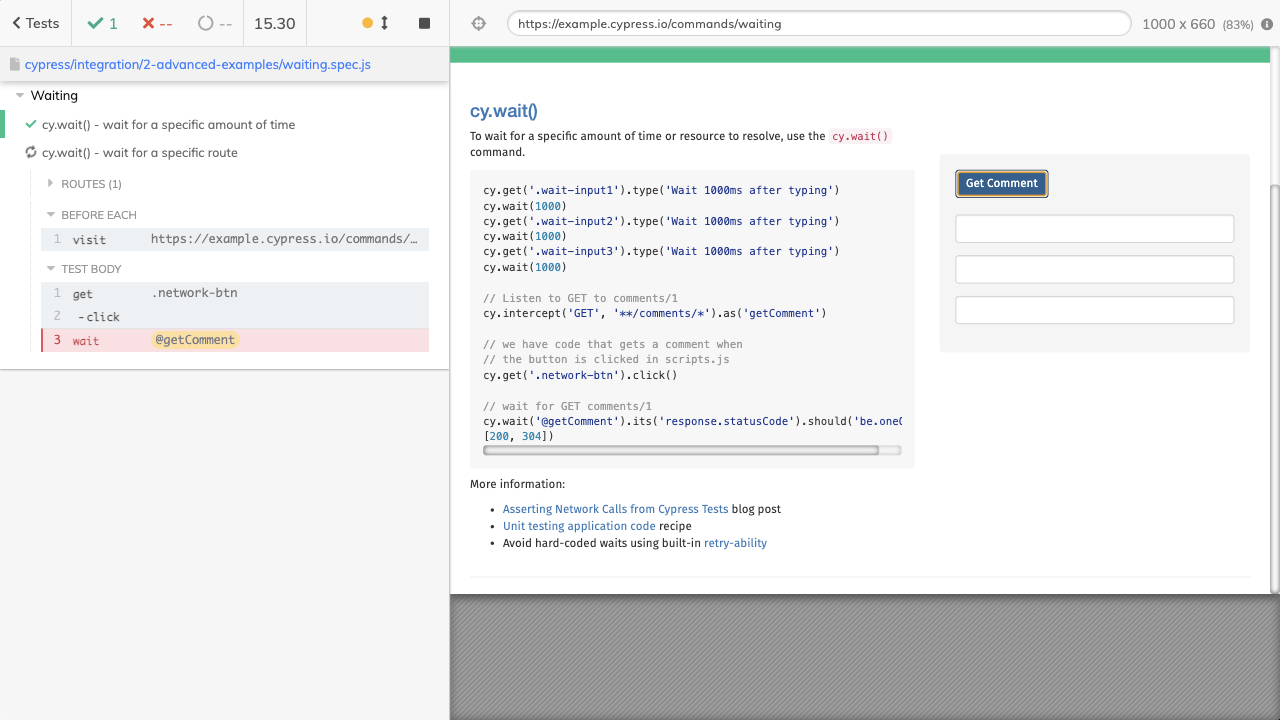 Tests
1
--
--
15.30
https://example.cypress.io/commands/waiting
1000 x 660 (83%)
cypress/integration/2-advanced-examples/waiting.spec.js
Waiting
cy.wait() - wait for a specific amount of time
cy.wait() - wait for a specific route
ROUTES (1)
BEFORE EACH
1 visit https://example.cypress.io/commands/…
TEST BODY
1 get .network-btn
2 -click
3 wait @getComment
cy.wait()
To wait for a specific amount of time or resource to resolve, use the cy.wait()
command.
cy.get('.wait-input1').type('Wait 1000ms after typing')
cy.wait(1000)
cy.get('.wait-input2').type('Wait 1000ms after typing')
cy.wait(1000)
cy.get('.wait-input3').type('Wait 1000ms after typing')
cy.wait(1000)
// Listen to GET to comments/1
cy.intercept('GET', '**/comments/*').as('getComment')
// we have code that gets a comment when
// the button is clicked in scripts.js
cy.get('.network-btn').click()
// wait for GET comments/1
cy.wait('@getComment').its('response.statusCode').should('be.one
[200, 304])
More information:
• Asserting Network Calls from Cypress Tests blog post
• Unit testing application code recipe
• Avoid hard-coded waits using built-in retry-ability
Get Comment